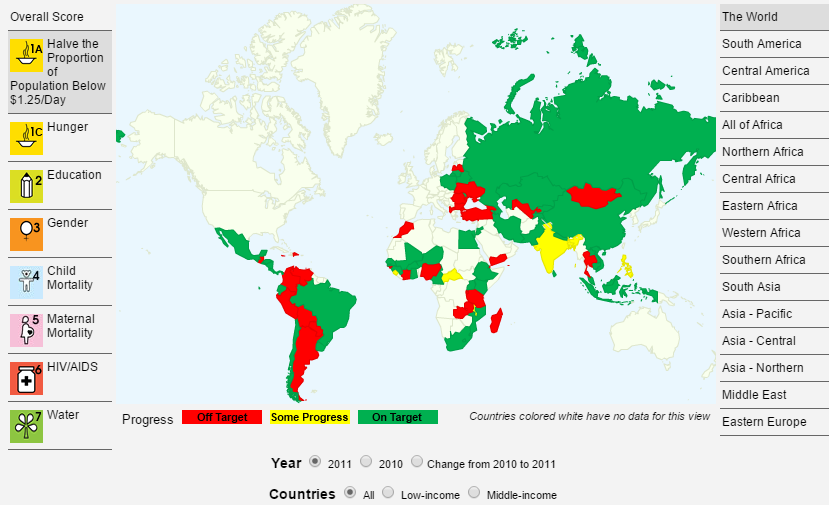 Overall Score
1A Halve the
Proportion
of
Population Below
$1.25/Day
1C Hunger
2 Education
3 Gender
4 Child
Mortality
5 Maternal
Mortality
6 HIV/AIDS
7 Water
The World
South America
Central America
Caribbean
All of Africa
Northern Africa
Central Africa
Eastern Africa
Western Africa
Southern Africa
South Asia
Asia - Pacific
Asia - Central
Asia - Northern
Middle East
Eastern Europe
Progress Off Target Some Progress On Target Countries colored white have no data for this view
Year 2011 2010 Change from 2010 to 2011
Countries All Low-income Middle-income